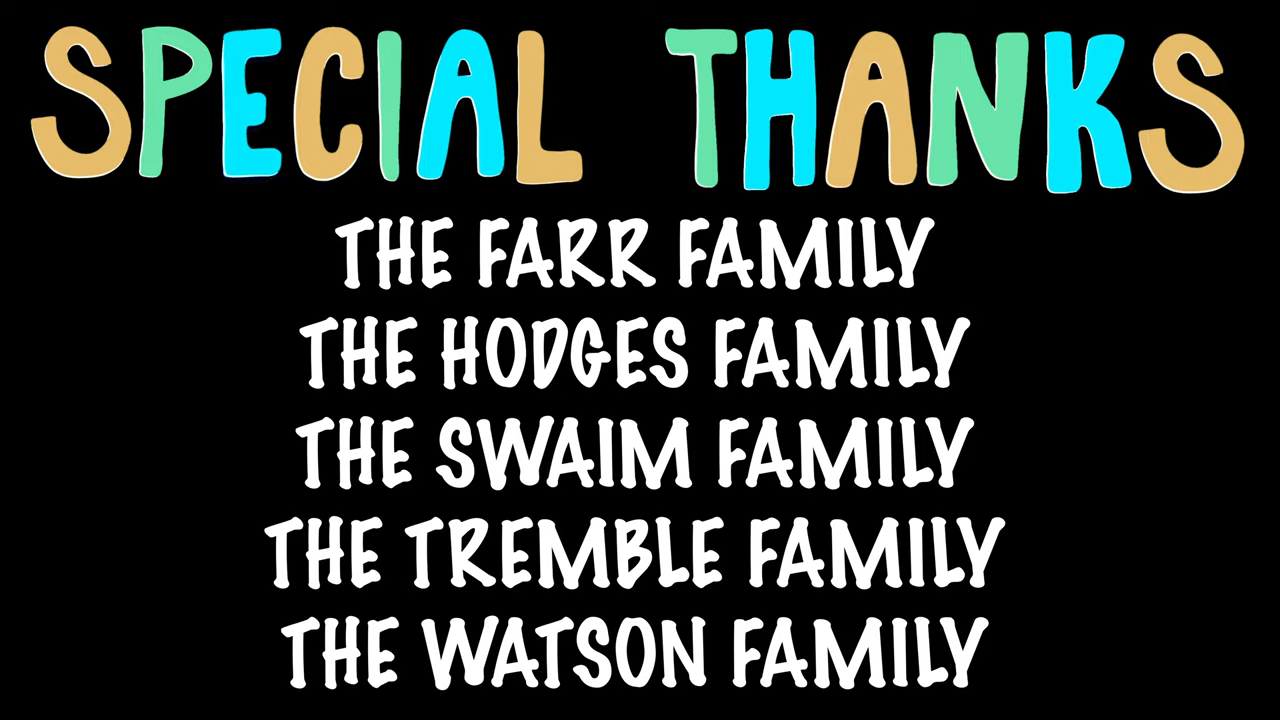 SPECIAL THANKS
THE FARR FAMILY
THE HODGES FAMILY
THE SWAIM FAMILY
THE TREMBLE FAMILY
THE WATSON FAMILY